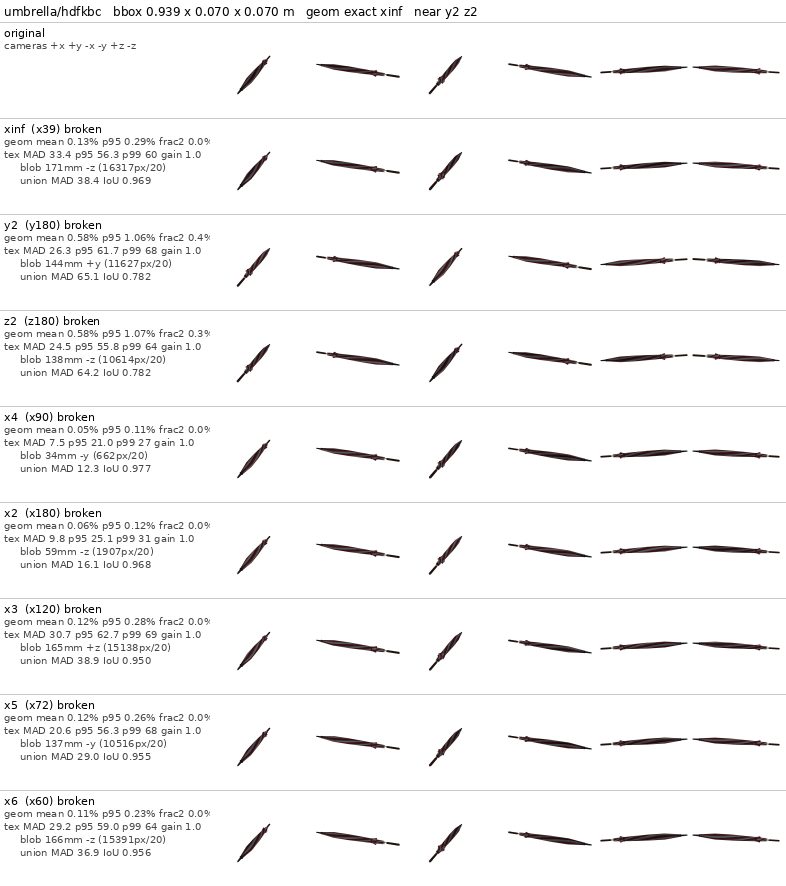 umbrella/hdfkbc   bbox 0.939 x 0.070 x 0.070 m   geom exact xinf   near y2 z2
original
cameras +x +y -x -y +z -z
xinf  (x39) broken
geom mean 0.13% p95 0.29% frac2 0.0%
tex MAD 33.4 p95 56.3 p99 60 gain 1.0
blob 171mm -z (16317px/20)
union MAD 38.4 IoU 0.969
y2  (y180) broken
geom mean 0.58% p95 1.06% frac2 0.4%
tex MAD 26.3 p95 61.7 p99 68 gain 1.0
blob 144mm +y (11627px/20)
union MAD 65.1 IoU 0.782
z2  (z180) broken
geom mean 0.58% p95 1.07% frac2 0.3%
tex MAD 24.5 p95 55.8 p99 64 gain 1.0
blob 138mm -z (10614px/20)
union MAD 64.2 IoU 0.782
x4  (x90) broken
geom mean 0.05% p95 0.11% frac2 0.0%
tex MAD 7.5 p95 21.0 p99 27 gain 1.0
blob 34mm -y (662px/20)
union MAD 12.3 IoU 0.977
x2  (x180) broken
geom mean 0.06% p95 0.12% frac2 0.0%
tex MAD 9.8 p95 25.1 p99 31 gain 1.0
blob 59mm -z (1907px/20)
union MAD 16.1 IoU 0.968
x3  (x120) broken
geom mean 0.12% p95 0.28% frac2 0.0%
tex MAD 30.7 p95 62.7 p99 69 gain 1.0
blob 165mm +z (15138px/20)
union MAD 38.9 IoU 0.950
x5  (x72) broken
geom mean 0.12% p95 0.26% frac2 0.0%
tex MAD 20.6 p95 56.3 p99 68 gain 1.0
blob 137mm -y (10516px/20)
union MAD 29.0 IoU 0.955
x6  (x60) broken
geom mean 0.11% p95 0.23% frac2 0.0%
tex MAD 29.2 p95 59.0 p99 64 gain 1.0
blob 166mm -z (15391px/20)
union MAD 36.9 IoU 0.956